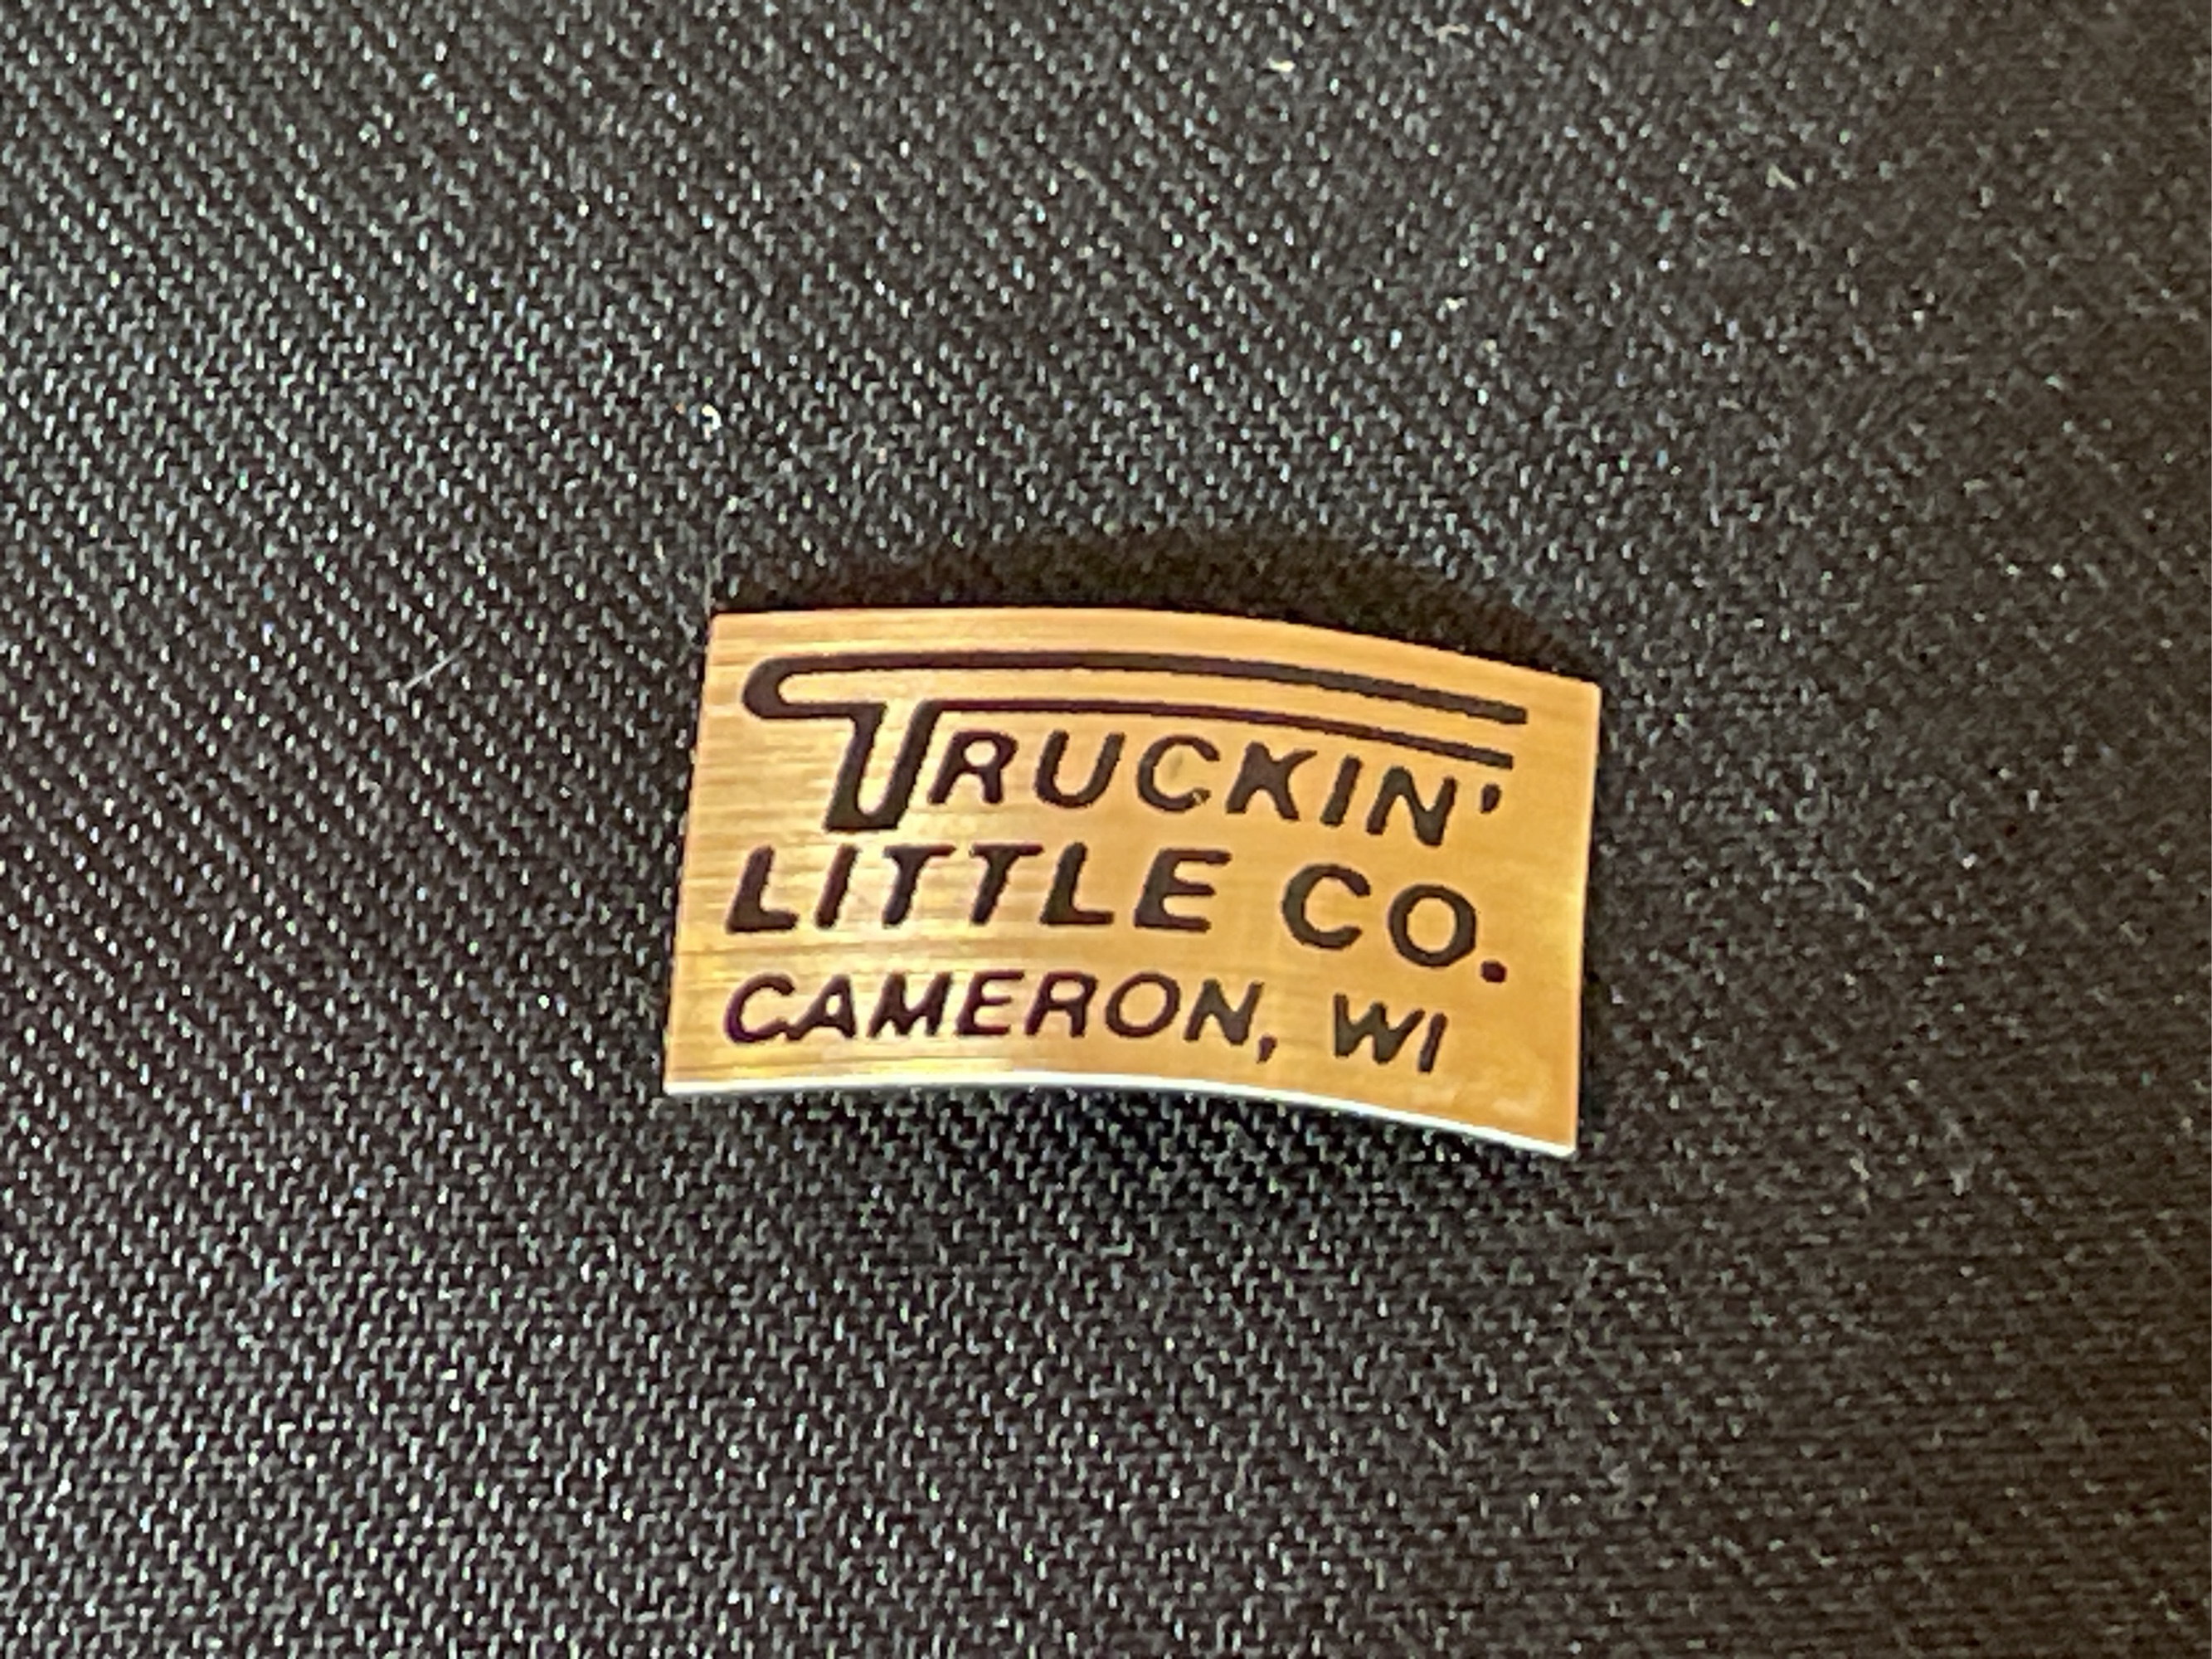 TRUCKIN'
LITTLE CO.
CAMERON, WI